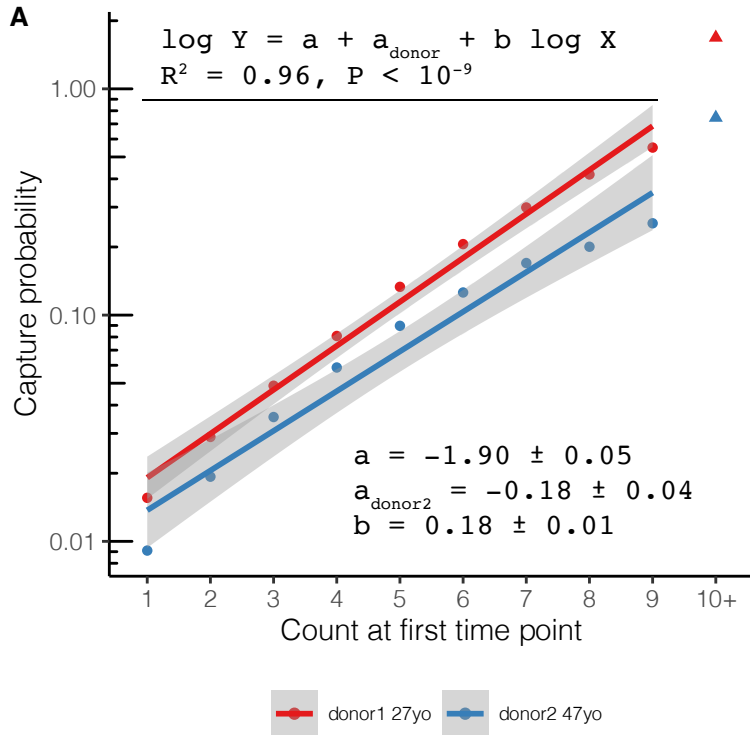 A
log Y = a + a_donor + b log X
R² = 0.96, P < 10⁻⁹
1.00
0.10
0.01
Capture probability
a = -1.90 ± 0.05
a_donor2 = -0.18 ± 0.04
b = 0.18 ± 0.01
1 2 3 4 5 6 7 8 9 10+
Count at first time point
donor1 27yo donor2 47yo